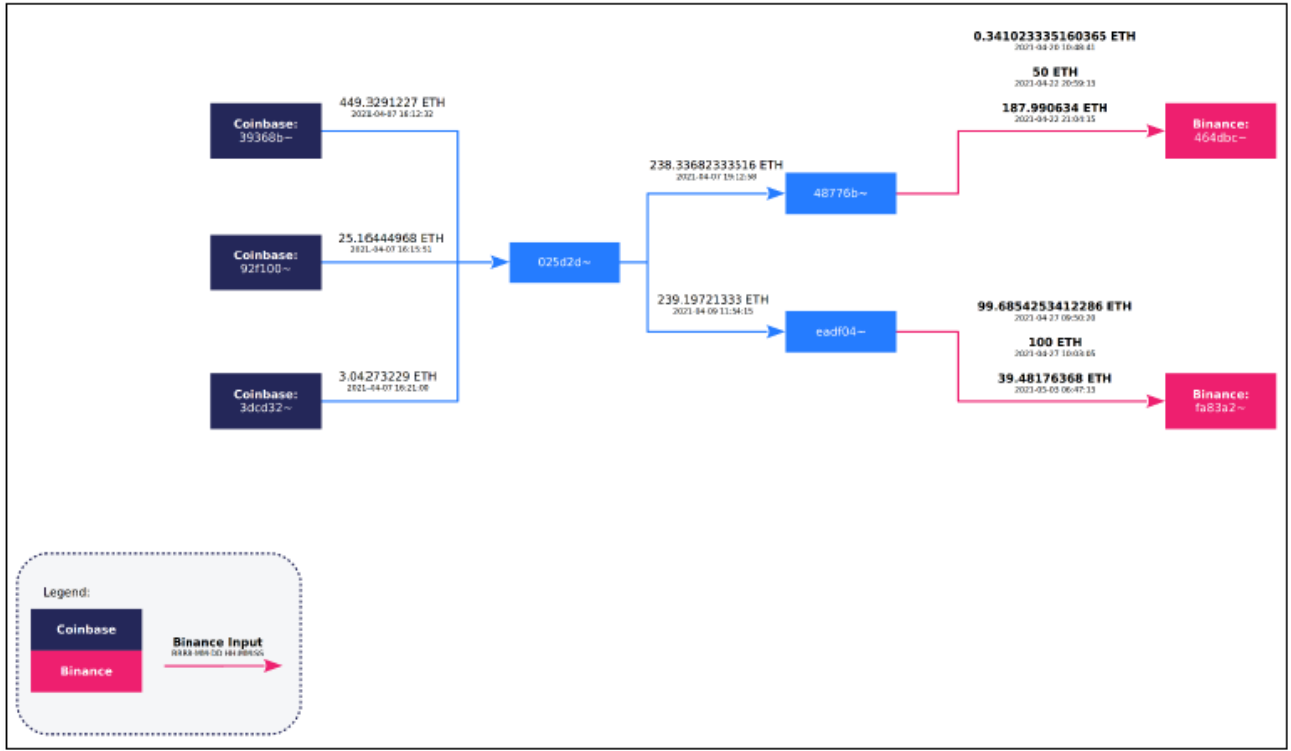 0.341023335160365 ETH
2021-04-20 10:48:41
50 ETH
2021-04-22 20:59:13
187.990634 ETH
2021-04-22 21:04:15
449.3291227 ETH
2021-04-07 16:12:32
Coinbase:
39368b~
Binance:
464dbc~
238.33682333516 ETH
2021-04-07 19:12:58
48776b~
25.16444968 ETH
2021-04-07 16:15:51
Coinbase:
92f100~
025d2d~
239.19721333 ETH
2021-04-09 11:54:15
eadf04~
99.6854253412286 ETH
2021-04-27 09:50:20
100 ETH
2021-04-27 10:03:05
39.48176368 ETH
2021-05-03 06:47:13
3.04273229 ETH
2021-04-07 16:21:00
Coinbase:
3dcd32~
Binance:
fa83a2~
Legend:
Coinbase
Binance
Binance Input